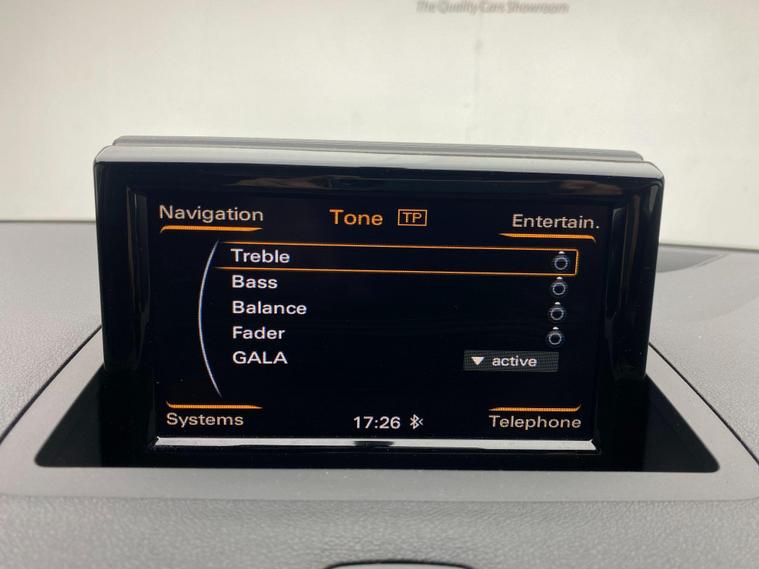 The Quality Cars Showroom
Navigation Tone TP Entertain.
Treble
Bass
Balance
Fader
GALA active
Systems 17:26 Telephone